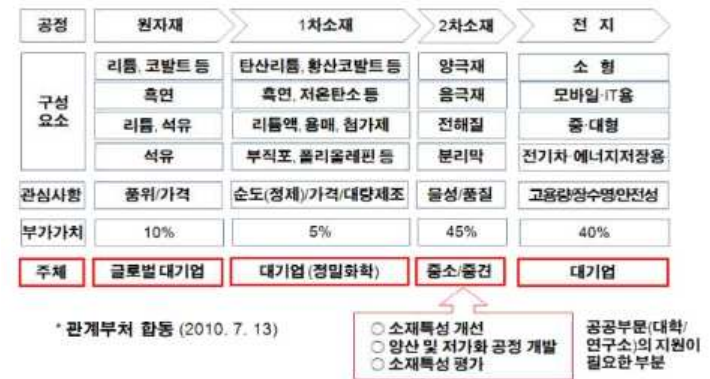 공정 원자재 1차소재 2차소재 전 지
구성
요소
리튬, 코발트 등 탄산리튬, 황산코발트 등 양극재 소 형
흑연 흑연, 저온탄소 등 음극재 모바일·IT용
리튬, 석유 리튬액, 용매, 첨가제 전해질 중·대형
석유 부직포, 폴리올레핀 등 분리막 전기차·에너지저장용
관심사항 품위/가격 순도(정제)/가격/대량제조 물성/품질 고용량/장수명/안전성
부가가치 10% 5% 45% 40%
주체 글로벌 대기업 대기업 (정밀화학) 중소/중견 대기업
* 관계부처 합동 (2010. 7. 13)
○ 소재특성 개선
○ 양산 및 저가화 공정 개발
○ 소재특성 평가
공공부문(대학/
연구소)의 지원이
필요한 부분